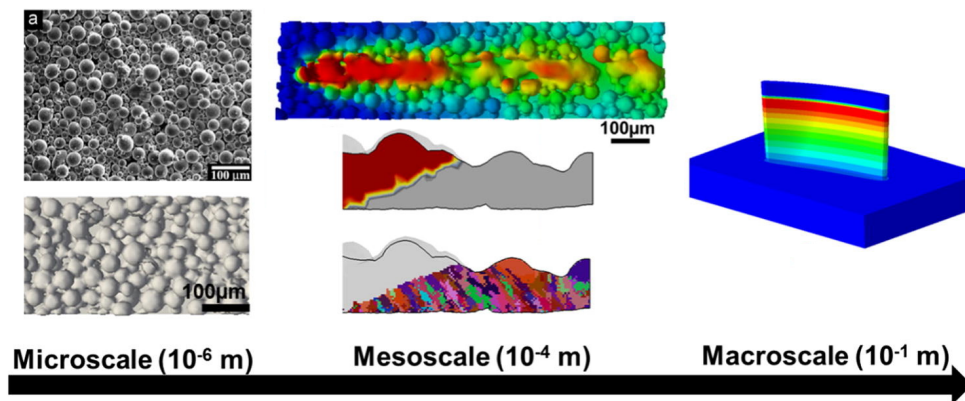 a
100 µm
100µm
100µm
Microscale (10⁻⁶ m)
Mesoscale (10⁻⁴ m)
Macroscale (10⁻¹ m)